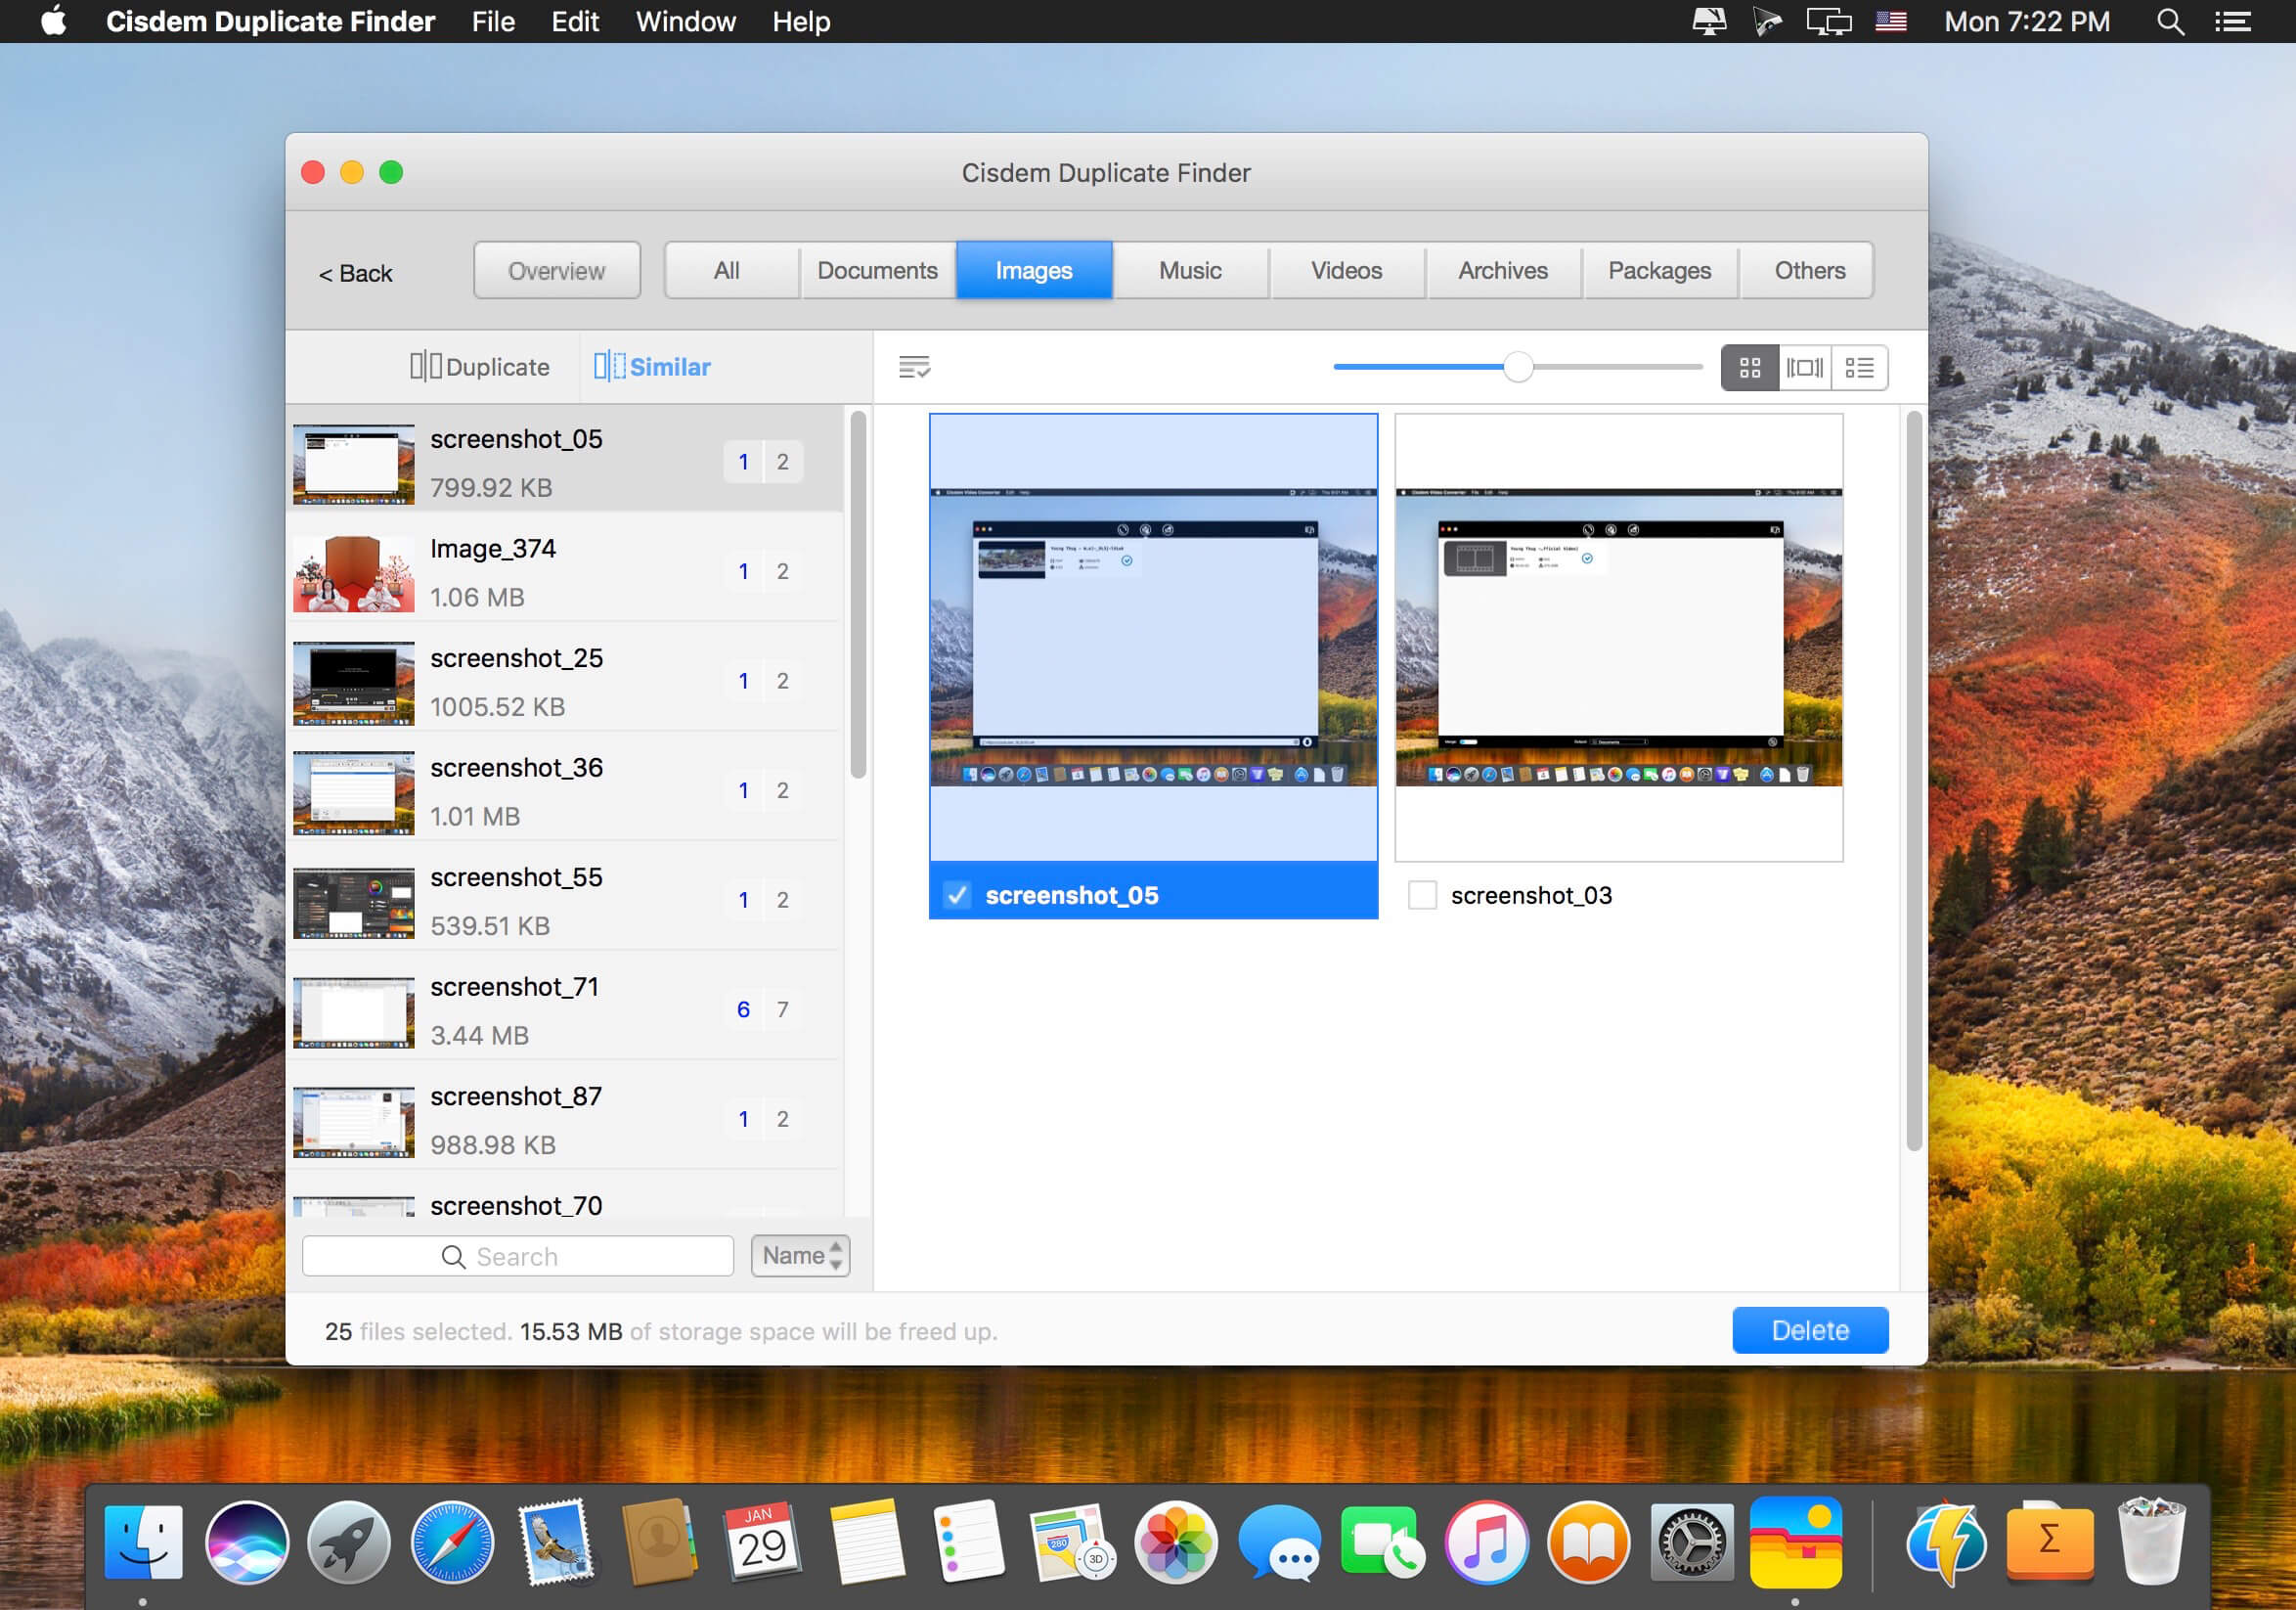 Cisdem Duplicate Finder File Edit Window Help Mon 7:22 PM
Cisdem Duplicate Finder
< Back Overview All Documents Images Music Videos Archives Packages Others
Duplicate Similar
screenshot_05
799.92 KB
1 2
Image_374
1.06 MB
1 2
screenshot_25
1005.52 KB
1 2
screenshot_36
1.01 MB
1 2
screenshot_55
539.51 KB
1 2
screenshot_71
3.44 MB
6 7
screenshot_87
988.98 KB
1 2
screenshot_70
Search Name
screenshot_05 screenshot_03
25 files selected. 15.53 MB of storage space will be freed up.
Delete
JAN
29
280
3D
Σ